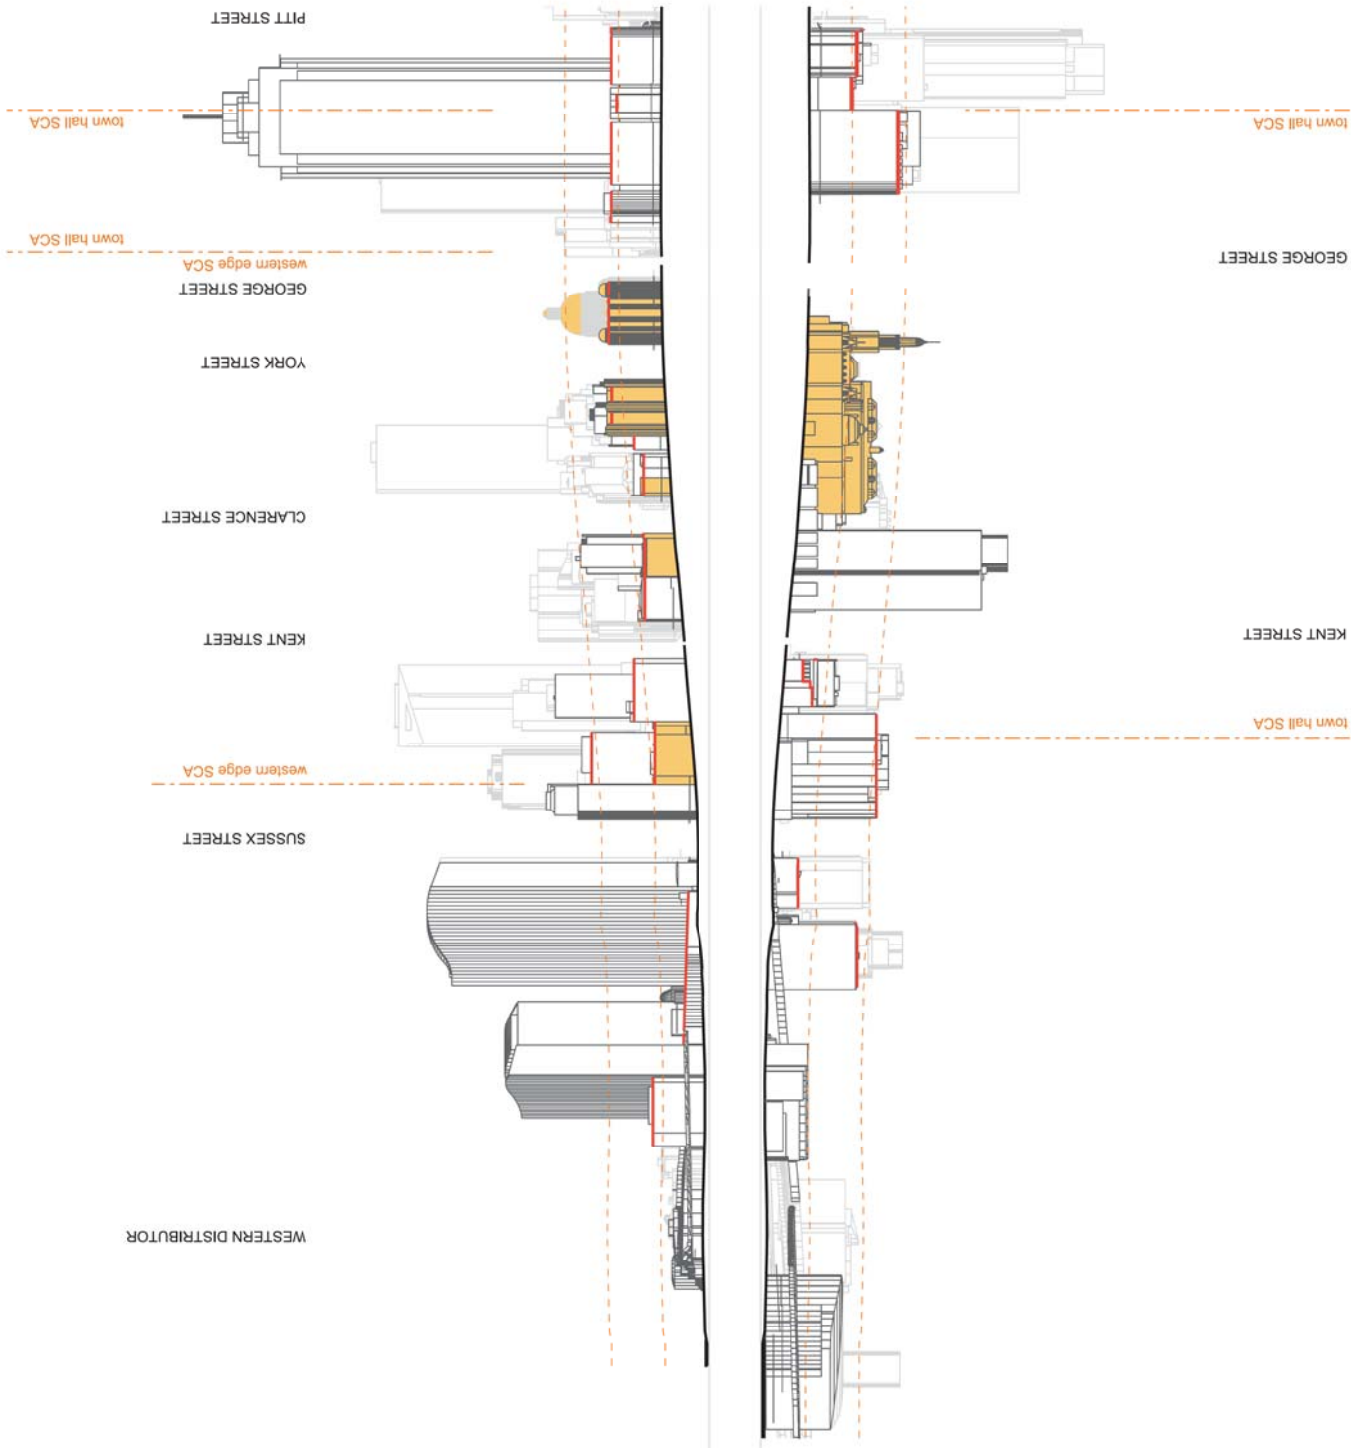 WESTERN DISTRIBUTOR
SUSSEX STREET
western edge SCA
town hall SCA
KENT STREET
KENT STREET
CLARENCE STREET
YORK STREET
GEORGE STREET
western edge SCA
GEORGE STREET
town hall SCA
town hall SCA
town hall SCA
PITT STREET